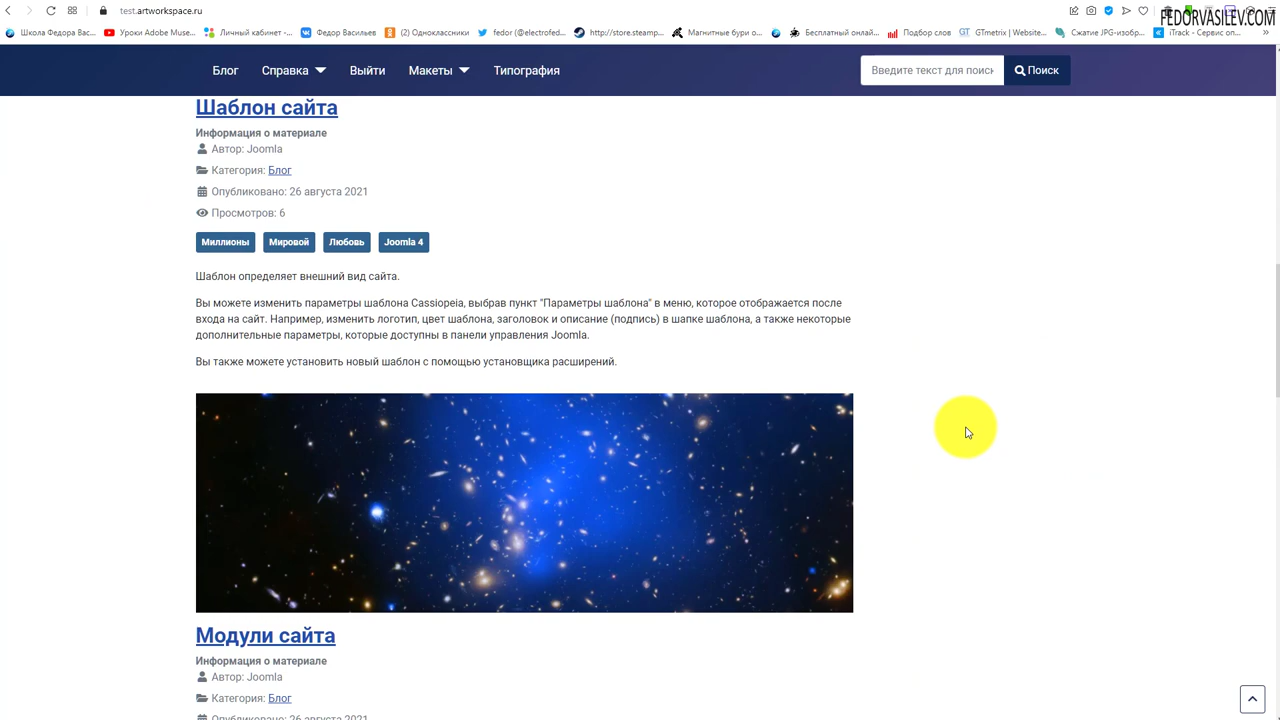 test.artworkspace.ru
FEDORVASILEV.COM
Школа Федора Вас...
Уроки Adobe Muse...
Личный кабинет -...
Федор Васильев
(2) Одноклассники
fedor (@electrofed...
http://store.steamp...
Магнитные бури о...
Бесплатный онлай...
Подбор слов
GTmetrix | Website...
Сжатие JPG-изобр...
iTrack - Сервис оп...
Блог
Справка
Выйти
Макеты
Типография
Введите текст для поиск
Поиск
Шаблон сайта
Информация о материале
Автор: Joomla
Категория: Блог
Опубликовано: 26 августа 2021
Просмотров: 6
Миллионы
Мировой
Любовь
Joomla 4
Шаблон определяет внешний вид сайта.
Вы можете изменить параметры шаблона Cassiopeia, выбрав пункт "Параметры шаблона" в меню, которое отображается после
входа на сайт. Например, изменить логотип, цвет шаблона, заголовок и описание (подпись) в шапке шаблона, а также некоторые
дополнительные параметры, которые доступны в панели управления Joomla.
Вы также можете установить новый шаблон с помощью установщика расширений.
Модули сайта
Информация о материале
Автор: Joomla
Категория: Блог
Опубликовано: 26 августа 2021